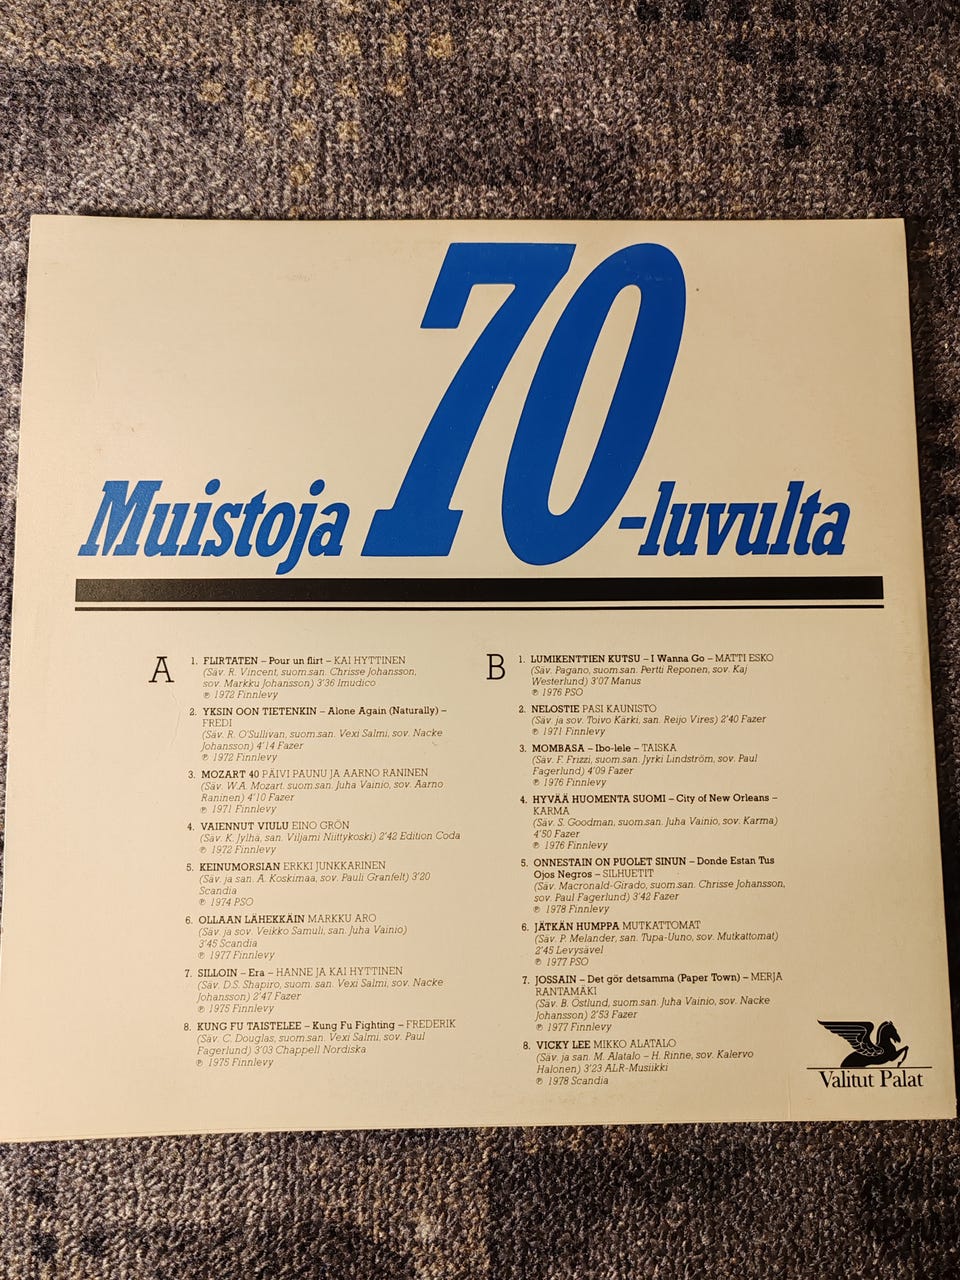 Muistoja 70-luvulta
A
1. FLIRTATEN – Pour un flirt – KAI HYTTINEN
(Säv. R. Vincent, suom.san. Chrisse Johansson,
sov. Markku Johansson) 3'36 Imudico
℗ 1972 Finnlevy
2. YKSIN OON TIETENKIN – Alone Again (Naturally) –
FREDI
(Säv. R. O'Sullivan, suom.san. Vexi Salmi, sov. Nacke
Johansson) 4'14 Fazer
℗ 1972 Finnlevy
3. MOZART 40 PÄIVI PAUNU JA AARNO RANINEN
(Säv. W.A. Mozart. suom.san. Juha Vainio, sov. Aarno
Raninen) 4'10 Fazer
℗ 1971 Finnlevy
4. VAIENNUT VIULU EINO GRÖN
(Säv. K. Jylhä, san. Viljami Niittykoski) 2'42 Edition Coda
℗ 1972 Finnlevy
5. KEINUMORSIAN ERKKI JUNKKARINEN
(Säv. ja san. A. Koskimaa, sov. Pauli Granfelt) 3'20
Scandia
℗ 1974 PSO
6. OLLAAN LÄHEKKÄIN MARKKU ARO
(Säv. ja sov. Veikko Samuli, san. Juha Vainio)
3'45 Scandia
℗ 1977 Finnlevy
7. SILLOIN – Era – HANNE JA KAI HYTTINEN
(Säv. D.S. Shapiro, suom. san. Vexi Salmi, sov. Nacke
Johansson) 2'47 Fazer
℗ 1975 Finnlevy
8. KUNG FU TAISTELEE – Kung Fu Fighting – FREDERIK
(Säv. C. Douglas, suom.san. Vexi Salmi, sov. Paul
Fagerlund) 3'03 Chappell Nordiska
℗ 1975 Finnlevy
B
1. LUMIKENTTIEN KUTSU – I Wanna Go – MATTI ESKO
(Säv. Pagano, suom.san. Pertti Reponen, sov. Kaj
Westerlund) 3'07 Manus
℗ 1976 PSO
2. NELOSTIE PASI KAUNISTO
(Säv. ja sov. Toivo Kärki, san. Reijo Vires) 2'40 Fazer
℗ 1971 Finnlevy
3. MOMBASA – Ibo-lele – TAISKA
(Säv. F. Frizzi, suom.san. Jyrki Lindström, sov. Paul
Fagerlund) 4'09 Fazer
℗ 1976 Finnlevy
4. HYVÄÄ HUOMENTA SUOMI – City of New Orleans –
KARMA
(Säv. S. Goodman, suom.san. Juha Vainio, sov. Karma)
4'50 Fazer
℗ 1976 Finnlevy
5. ONNESTAIN ON PUOLET SINUN – Donde Estan Tus
Ojos Negros – SILHUETIT
(Säv. Macronald-Girado, suom.san. Chrisse Johansson,
sov. Paul Fagerlund) 3'42 Fazer
℗ 1978 Finnlevy
6. JÄTKÄN HUMPPA MUTKATTOMAT
(Säv. P. Melander, san. Tupa-Uuno, sov. Mutkattomat)
2'45 Levysävel
℗ 1977 PSO
7. JOSSAIN – Det gör detsamma (Paper Town) – MERJA
RANTAMÄKI
(Säv. B. Östlund, suom.san. Juha Vainio, sov. Nacke
Johansson) 2'53 Fazer
℗ 1977 Finnlevy
8. VICKY LEE MIKKO ALATALO
(Säv. ja san. M. Alatalo – H. Rinne, sov. Kalervo
Halonen) 3'23 ALR-Musiikki
℗ 1978 Scandia
Valitut Palat